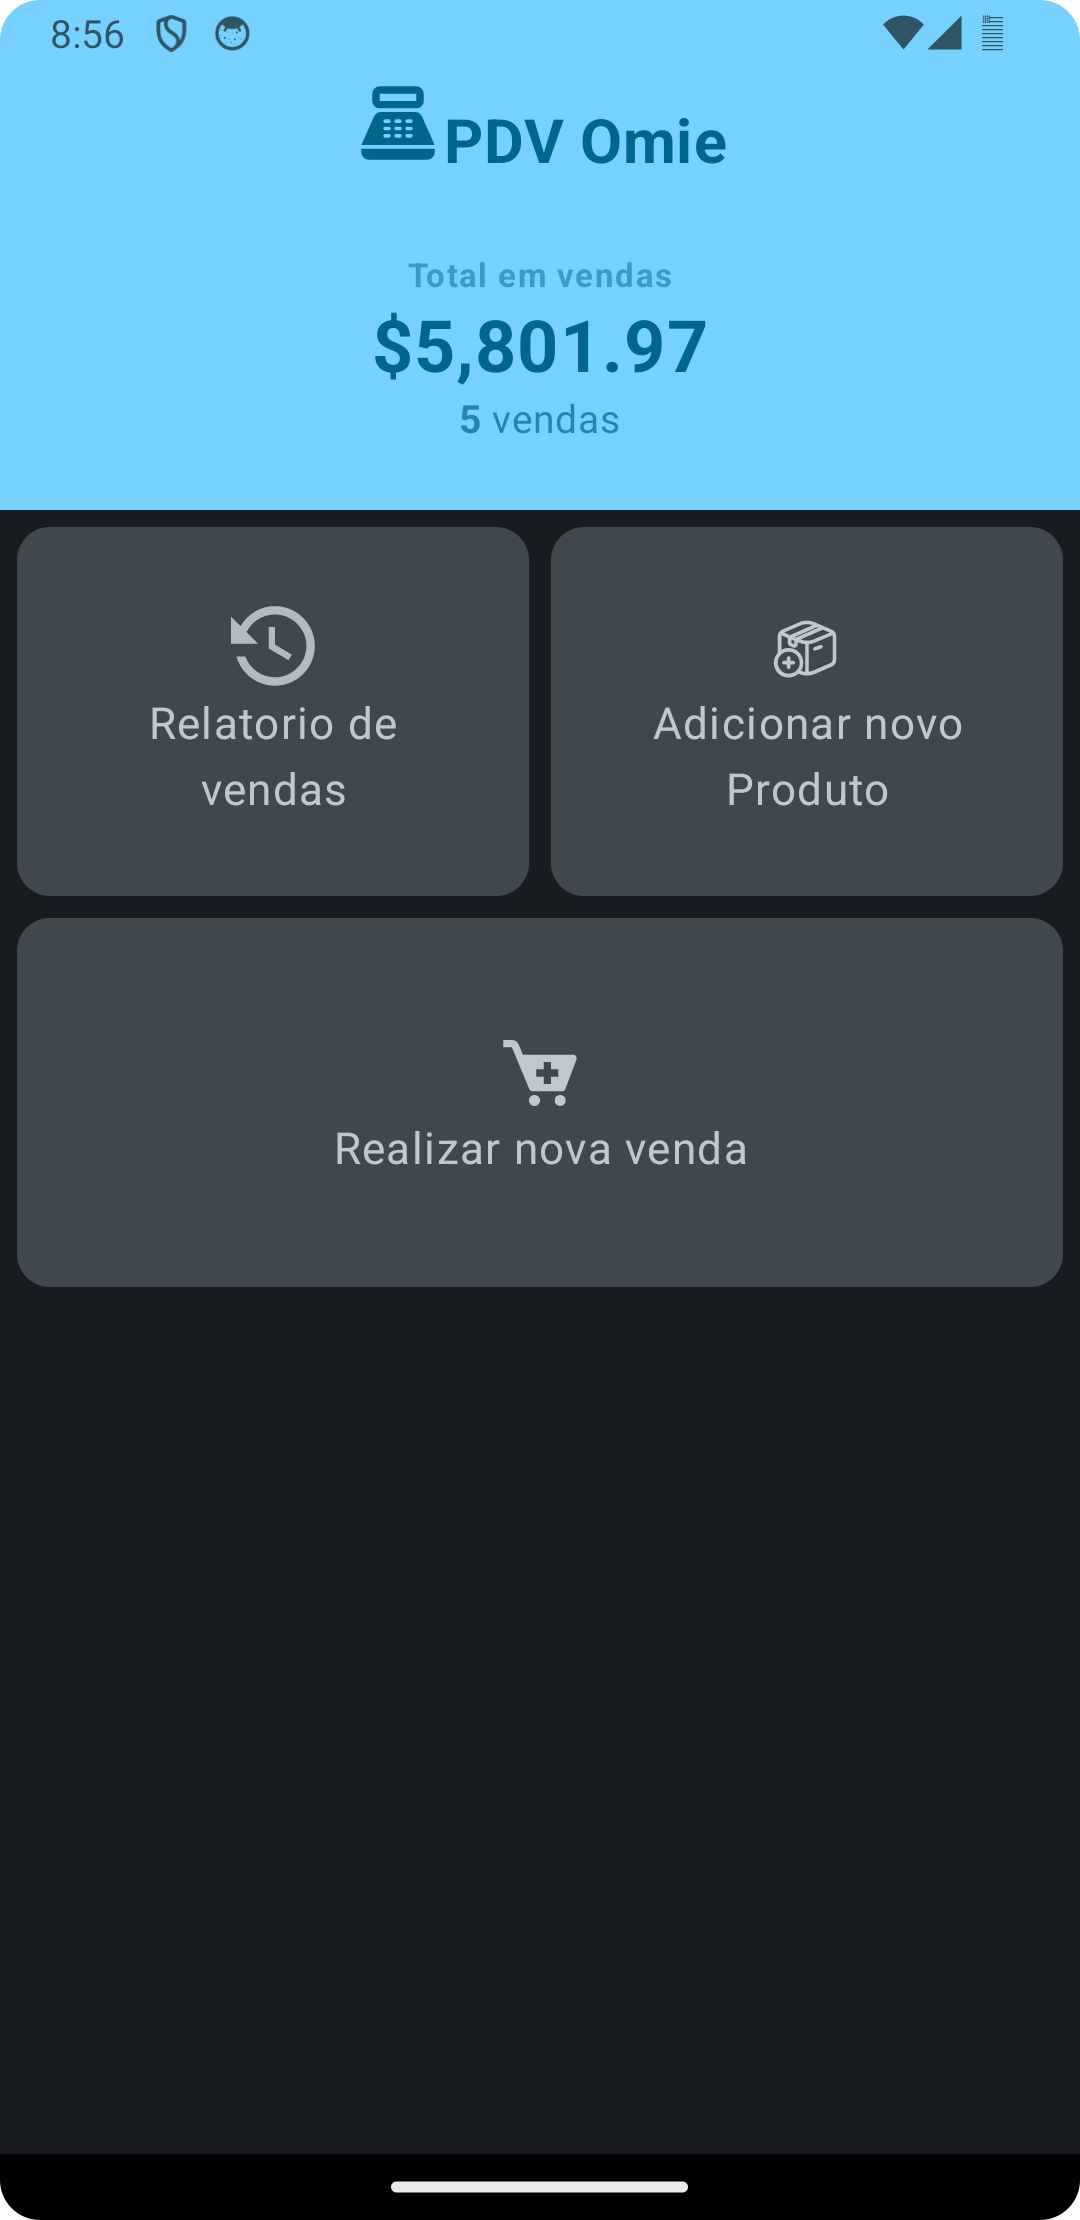 8:56
PDV Omie
Total em vendas
$5,801.97
5 vendas
Relatorio de
vendas
Adicionar novo
Produto
Realizar nova venda